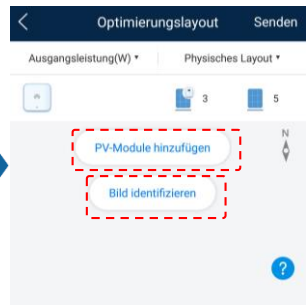 Optimierungslayout Senden
Ausgangsleistung(W) Physisches Layout
3 5
N
PV-Module hinzufügen
Bild identifizieren
?